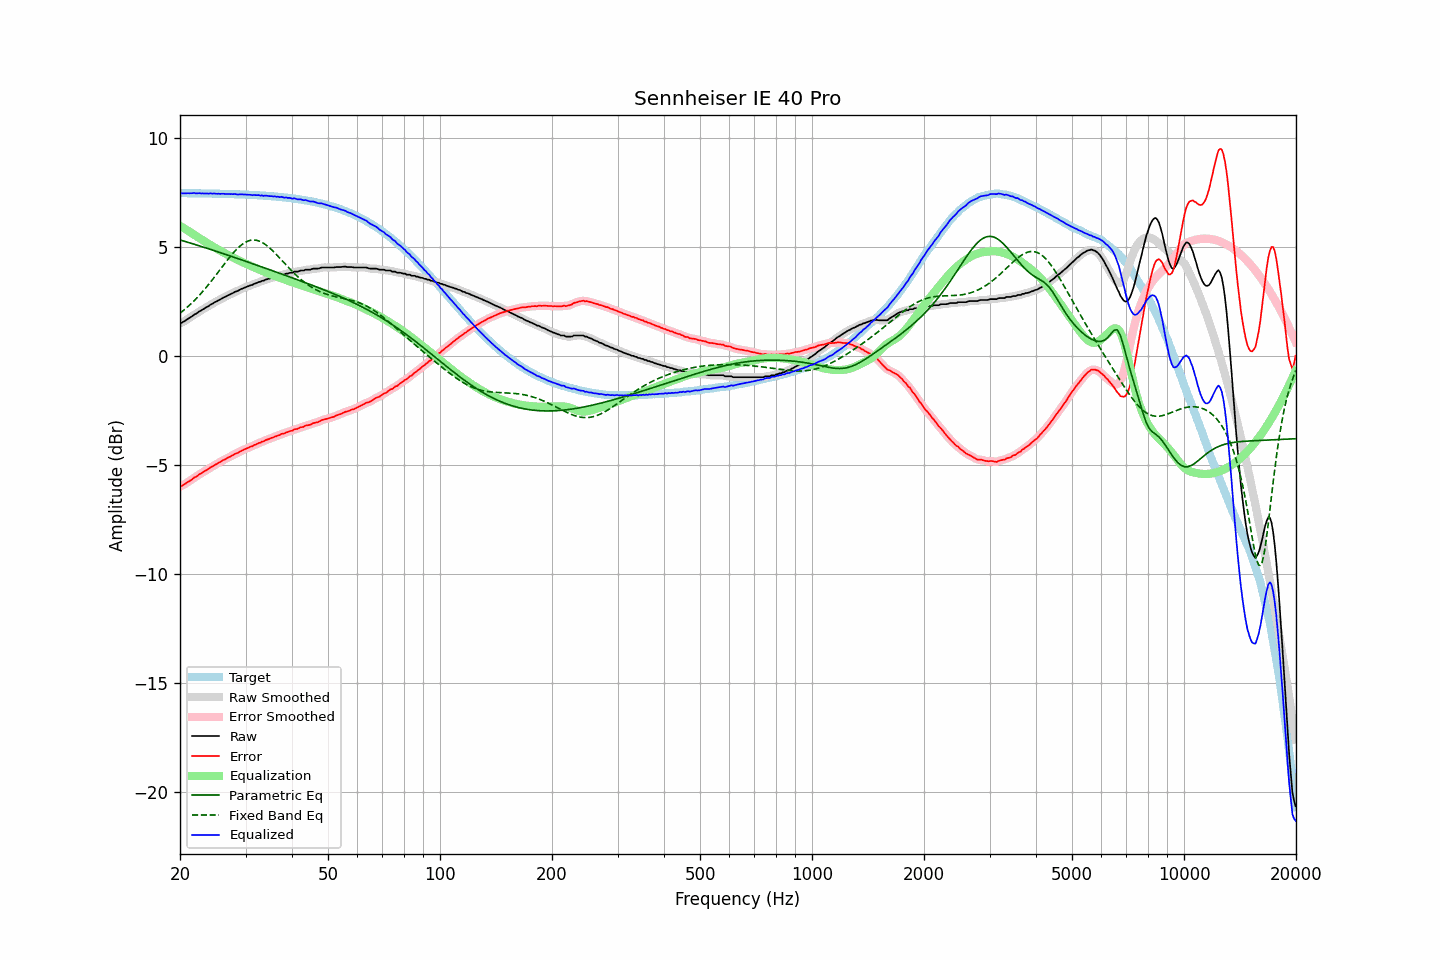 Sennheiser IE 40 Pro
Amplitude (dBr)
10
5
0
−5
−10
−15
−20
Target
Raw Smoothed
Error Smoothed
Raw
Error
Equalization
Parametric Eq
Fixed Band Eq
Equalized
20 50 100 200 500 1000 2000 5000 10000 20000
Frequency (Hz)